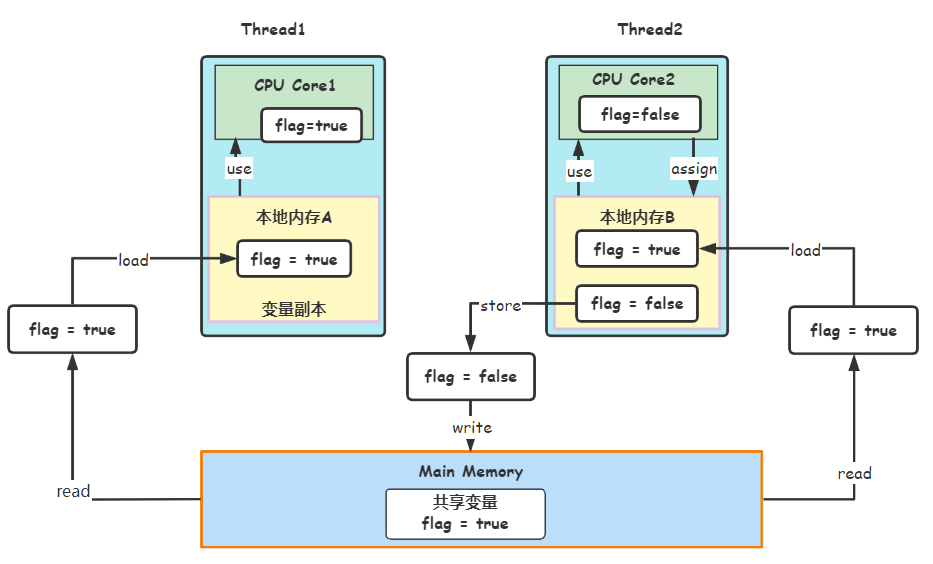 Thread1
Thread2
CPU Core1
flag=true
CPU Core2
flag=false
use
use
assign
本地内存A
flag = true
变量副本
本地内存B
flag = true
flag = false
load
load
store
flag = true
flag = false
flag = true
write
read
read
Main Memory
共享变量
flag = true